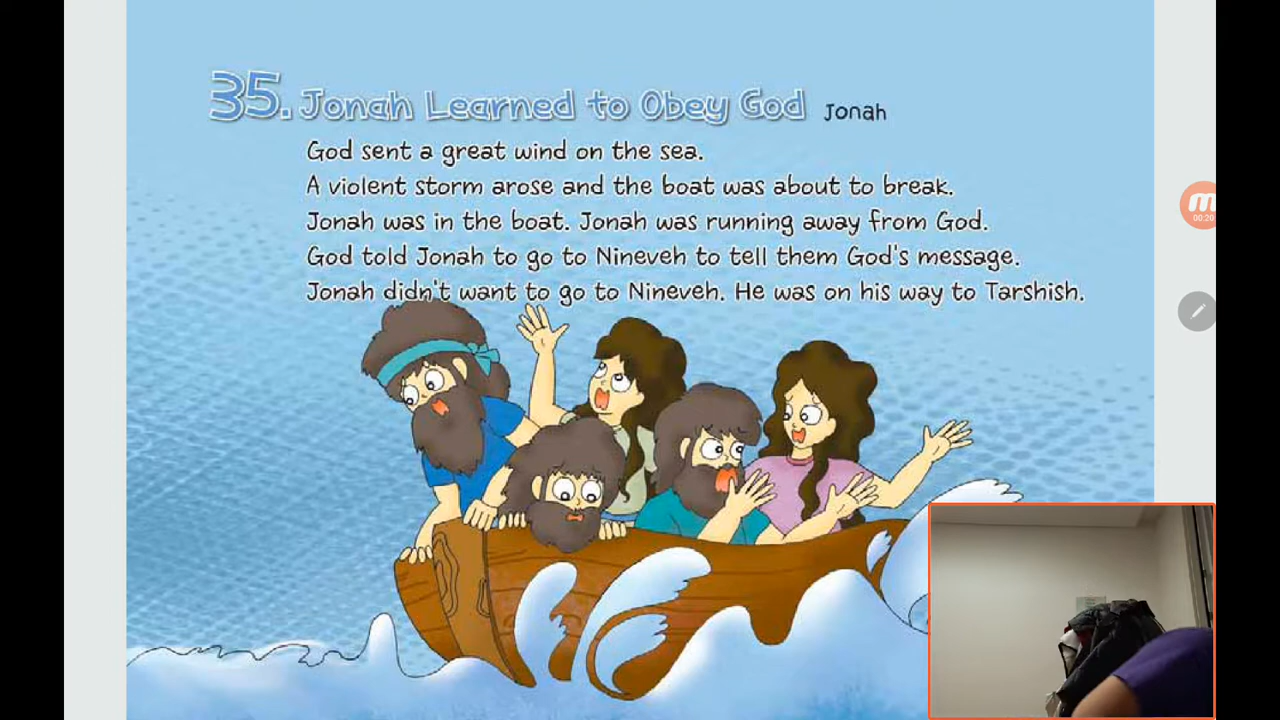 35. Jonah Learned to Obey God Jonah
God sent a great wind on the sea.
A violent storm arose and the boat was about to break.
Jonah was in the boat. Jonah was running away from God.
God told Jonah to go to Nineveh to tell them God's message.
Jonah didn't want to go to Nineveh. He was on his way to Tarshish.
00:20